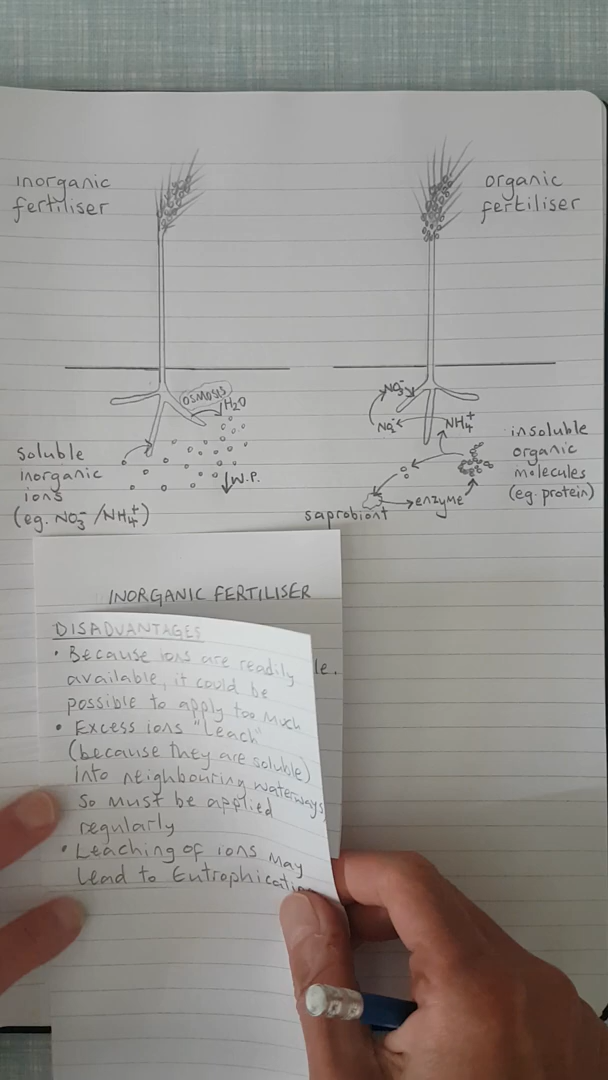 inorganic
fertiliser
organic
fertiliser
osmosis
H₂O
soluble
inorganic
ions
(eg. NO₃⁻/NH₄⁺)
↓W.P.
NO₃⁻
NO₂⁻
NH₄⁺
insoluble
organic
molecules
(eg. protein)
saprobiont
enzyme
INORGANIC FERTILISER
DISADVANTAGES
• Because ions are readily
available, it could be
possible to apply too much
• Excess ions "Leach"
(because they are soluble)
into neighbouring waterways
so must be applied
regularly
• Leaching of ions may
lead to Eutrophicati
le.